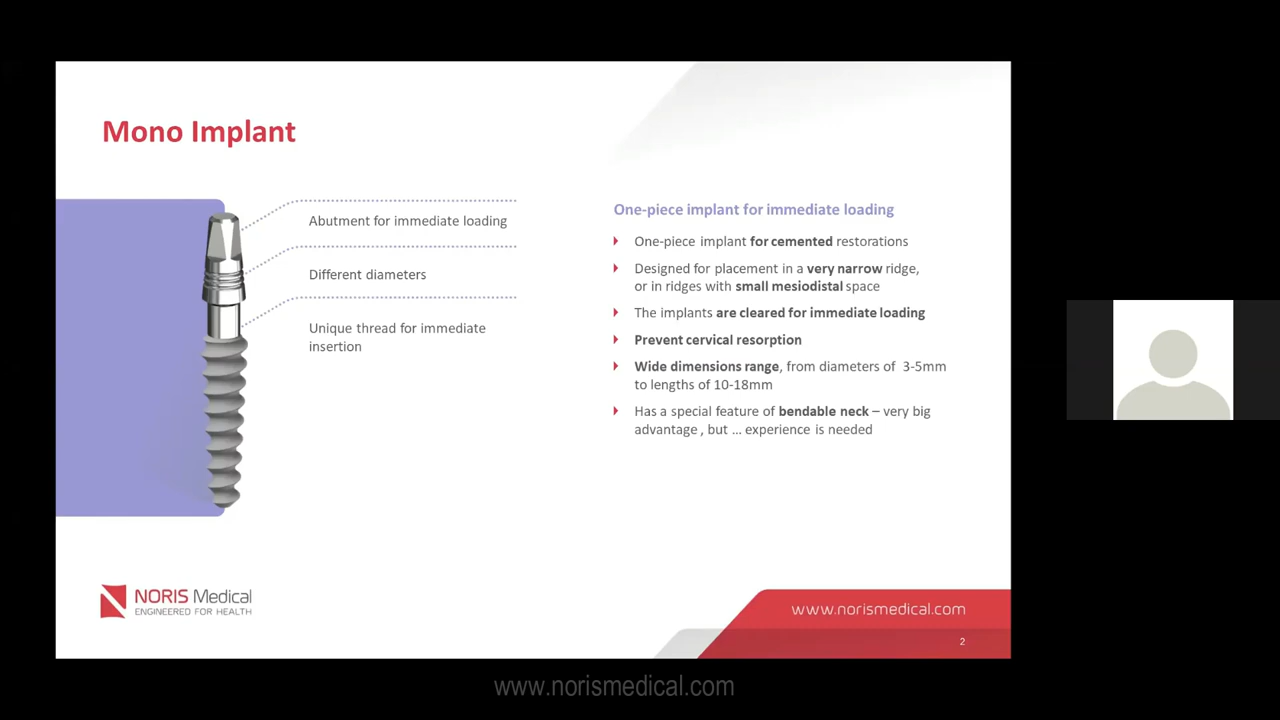 Mono Implant
Abutment for immediate loading
Different diameters
Unique thread for immediate
insertion
One-piece implant for immediate loading
One-piece implant for cemented restorations
Designed for placement in a very narrow ridge,
or in ridges with small mesiodistal space
The implants are cleared for immediate loading
Prevent cervical resorption
Wide dimensions range, from diameters of 3-5mm
to lengths of 10-18mm
Has a special feature of bendable neck – very big
advantage , but ... experience is needed
NORIS Medical
ENGINEERED FOR HEALTH
www.norismedical.com
2
www.norismedical.com